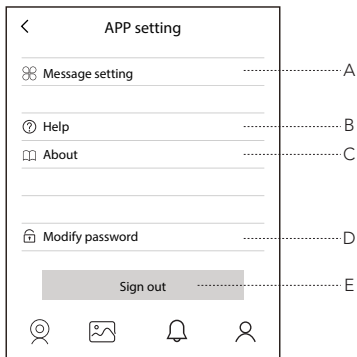 APP setting
Message setting A
Help B
About C
Modify password D
Sign out E